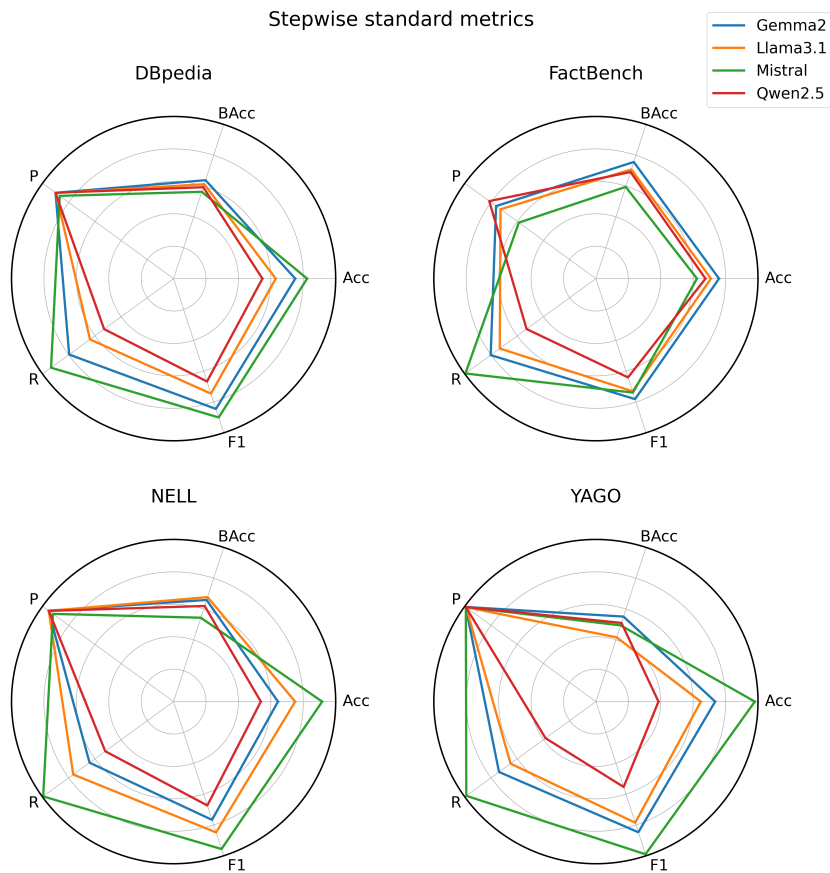 Stepwise standard metrics
Gemma2
Llama3.1
Mistral
Qwen2.5
DBpedia
BAcc
P
Acc
R
F1
FactBench
BAcc
P
Acc
R
F1
NELL
BAcc
P
Acc
R
F1
YAGO
BAcc
P
Acc
R
F1